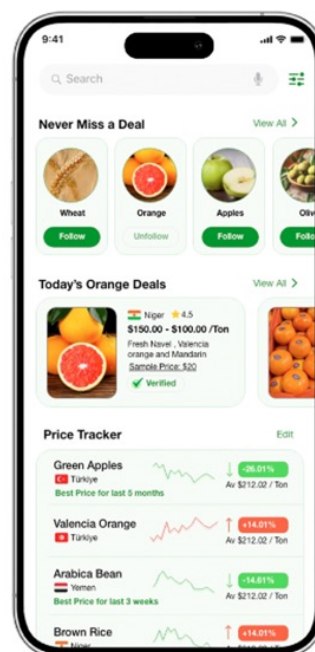 9:41
Search
Never Miss a Deal
View All >
Wheat
Orange
Apples
Oliv
Follow
Unfollow
Follow
Follo
Today's Orange Deals
View All >
Niger 4.5
$150.00 - $100.00 /Ton
Fresh Navel , Valencia
orange and Mandarin
Sample Price: $20
Verified
Price Tracker
Edit
Green Apples
Türkiye
Best Price for last 5 months
-26.01%
Av $212.02 / Ton
Valencia Orange
Türkiye
+14.01%
Av $212.02 / Ton
Arabica Bean
Yemen
Best Price for last 3 weeks
-14.61%
Av $212.02 / Ton
Brown Rice
Niger
+14.01%